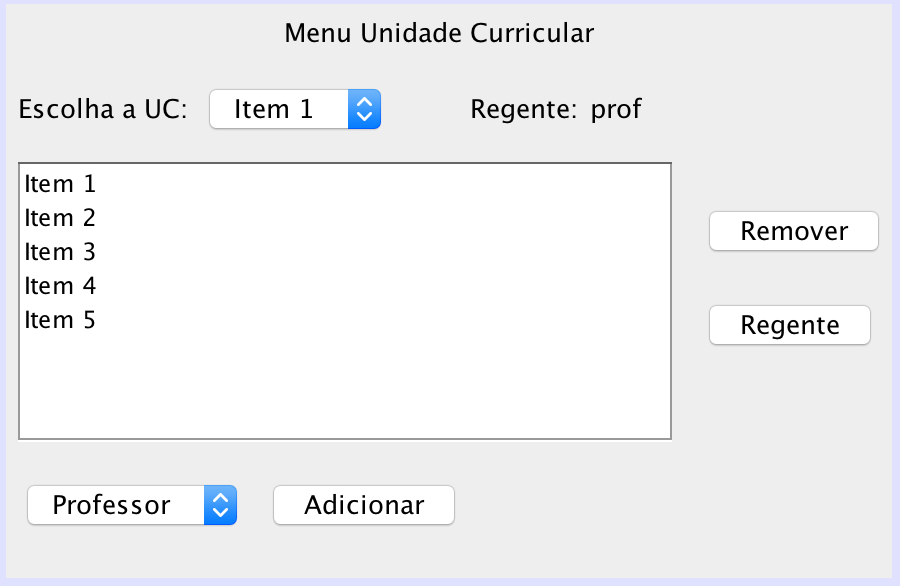 Menu Unidade Curricular
Escolha a UC: Item 1 Regente: prof
Item 1
Item 2
Item 3
Item 4
Item 5
Remover
Regente
Professor Adicionar